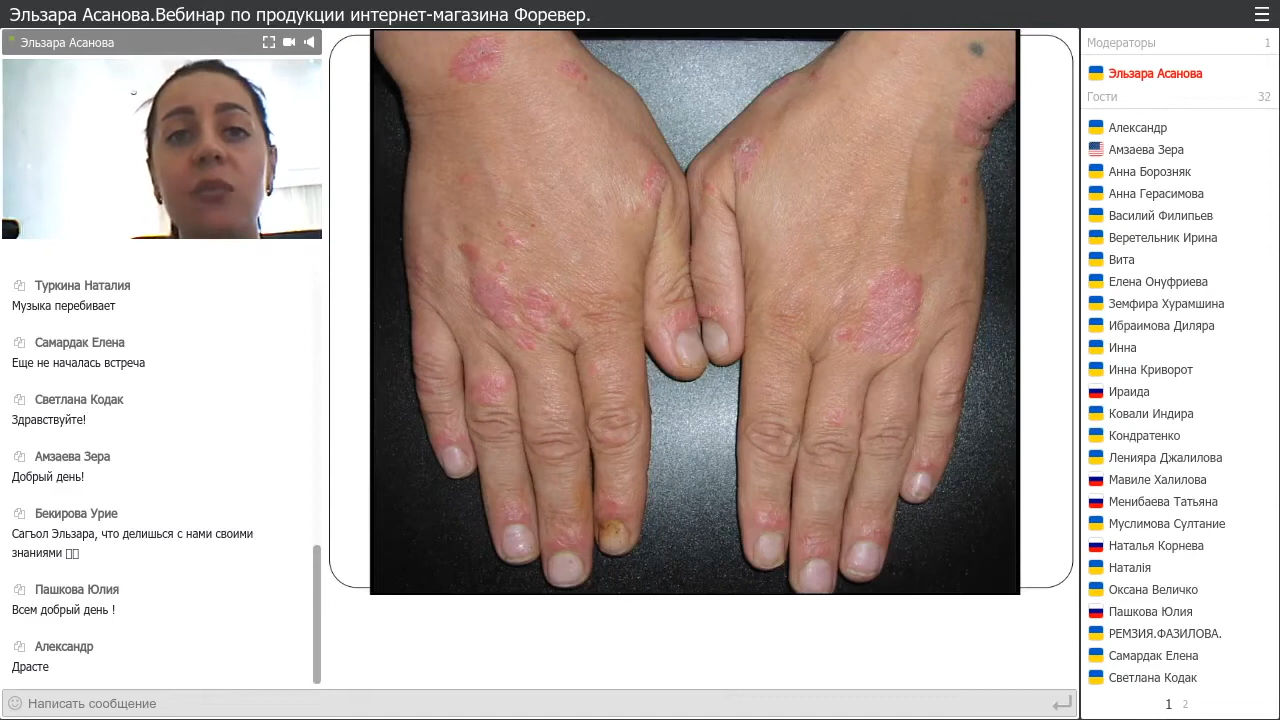 Эльзара Асанова.Вебинар по продукции интернет-магазина Форевер.
Эльзара Асанова
Туркина Наталия
Музыка перебивает
Самардак Елена
Еще не началась встреча
Светлана Кодак
Здравствуйте!
Амзаева Зера
Добрый день!
Бекирова Урие
Сагъол Эльзара, что делишься с нами своими
знаниями
Пашкова Юлия
Всем добрый день !
Александр
Драсте
Написать сообщение
Модераторы 1
Эльзара Асанова
Гости 32
Александр
Амзаева Зера
Анна Борозняк
Анна Герасимова
Василий Филипьев
Веретельник Ирина
Вита
Елена Онуфриева
Земфира Хурамшина
Ибраимова Диляра
Инна
Инна Криворот
Ираида
Ковали Индира
Кондратенко
Ленияра Джалилова
Мавиле Халилова
Менибаева Татьяна
Муслимова Султание
Наталья Корнева
Наталія
Оксана Величко
Пашкова Юлия
РЕМЗИЯ.ФАЗИЛОВА.
Самардак Елена
Светлана Кодак
1 2